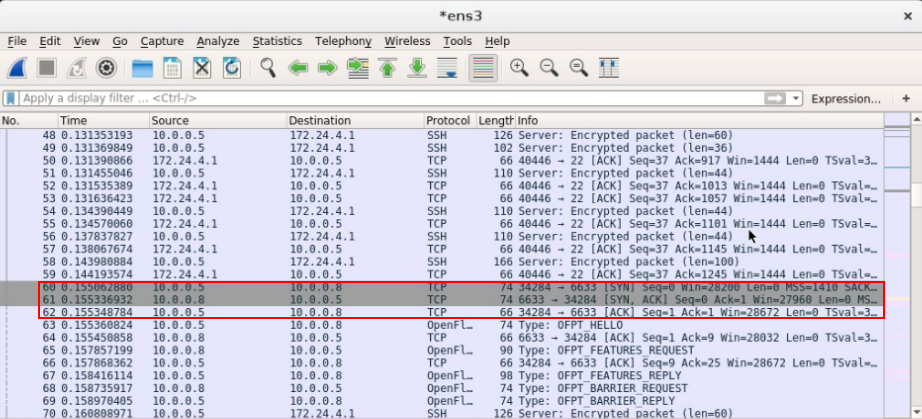 *ens3
File Edit View Go Capture Analyze Statistics Telephony Wireless Tools Help
Apply a display filter ... <Ctrl-/> Expression... +
No. Time Source Destination Protocol Length Info
48 0.131353193 10.0.0.5 172.24.4.1 SSH 126 Server: Encrypted packet (len=60)
49 0.131369849 10.0.0.5 172.24.4.1 SSH 102 Server: Encrypted packet (len=36)
50 0.131390866 172.24.4.1 10.0.0.5 TCP 66 40446 → 22 [ACK] Seq=37 Ack=917 Win=1444 Len=0 TSval=3…
51 0.131455046 10.0.0.5 172.24.4.1 SSH 110 Server: Encrypted packet (len=44)
52 0.131535389 172.24.4.1 10.0.0.5 TCP 66 40446 → 22 [ACK] Seq=37 Ack=1013 Win=1444 Len=0 TSval=…
53 0.131636423 172.24.4.1 10.0.0.5 TCP 66 40446 → 22 [ACK] Seq=37 Ack=1057 Win=1444 Len=0 TSval=…
54 0.134390449 10.0.0.5 172.24.4.1 SSH 110 Server: Encrypted packet (len=44)
55 0.134570060 172.24.4.1 10.0.0.5 TCP 66 40446 → 22 [ACK] Seq=37 Ack=1101 Win=1444 Len=0 TSval=…
56 0.137837827 10.0.0.5 172.24.4.1 SSH 110 Server: Encrypted packet (len=44)
57 0.138067674 172.24.4.1 10.0.0.5 TCP 66 40446 → 22 [ACK] Seq=37 Ack=1145 Win=1444 Len=0 TSval=…
58 0.143980884 10.0.0.5 172.24.4.1 SSH 166 Server: Encrypted packet (len=100)
59 0.144193574 172.24.4.1 10.0.0.5 TCP 66 40446 → 22 [ACK] Seq=37 Ack=1245 Win=1444 Len=0 TSval=…
60 0.155062880 10.0.0.5 10.0.0.8 TCP 74 34284 → 6633 [SYN] Seq=0 Win=28200 Len=0 MSS=1410 SACK…
61 0.155336932 10.0.0.8 10.0.0.5 TCP 74 6633 → 34284 [SYN, ACK] Seq=0 Ack=1 Win=27960 Len=0 MS…
62 0.155348784 10.0.0.5 10.0.0.8 TCP 66 34284 → 6633 [ACK] Seq=1 Ack=1 Win=28672 Len=0 TSval=3…
63 0.155360824 10.0.0.5 10.0.0.8 OpenFl… 74 Type: OFPT_HELLO
64 0.155450858 10.0.0.8 10.0.0.5 TCP 66 6633 → 34284 [ACK] Seq=1 Ack=9 Win=28032 Len=0 TSval=3…
65 0.157857199 10.0.0.8 10.0.0.5 OpenFl… 90 Type: OFPT_FEATURES_REQUEST
66 0.157868362 10.0.0.5 10.0.0.8 TCP 66 34284 → 6633 [ACK] Seq=9 Ack=25 Win=28672 Len=0 TSval=…
67 0.158416114 10.0.0.5 10.0.0.8 OpenFl… 98 Type: OFPT_FEATURES_REPLY
68 0.158735917 10.0.0.8 10.0.0.5 OpenFl… 74 Type: OFPT_BARRIER_REQUEST
69 0.158970405 10.0.0.5 10.0.0.8 OpenFl… 74 Type: OFPT_BARRIER_REPLY
70 0.160808971 10.0.0.5 172.24.4.1 SSH 126 Server: Encrypted packet (len=60)